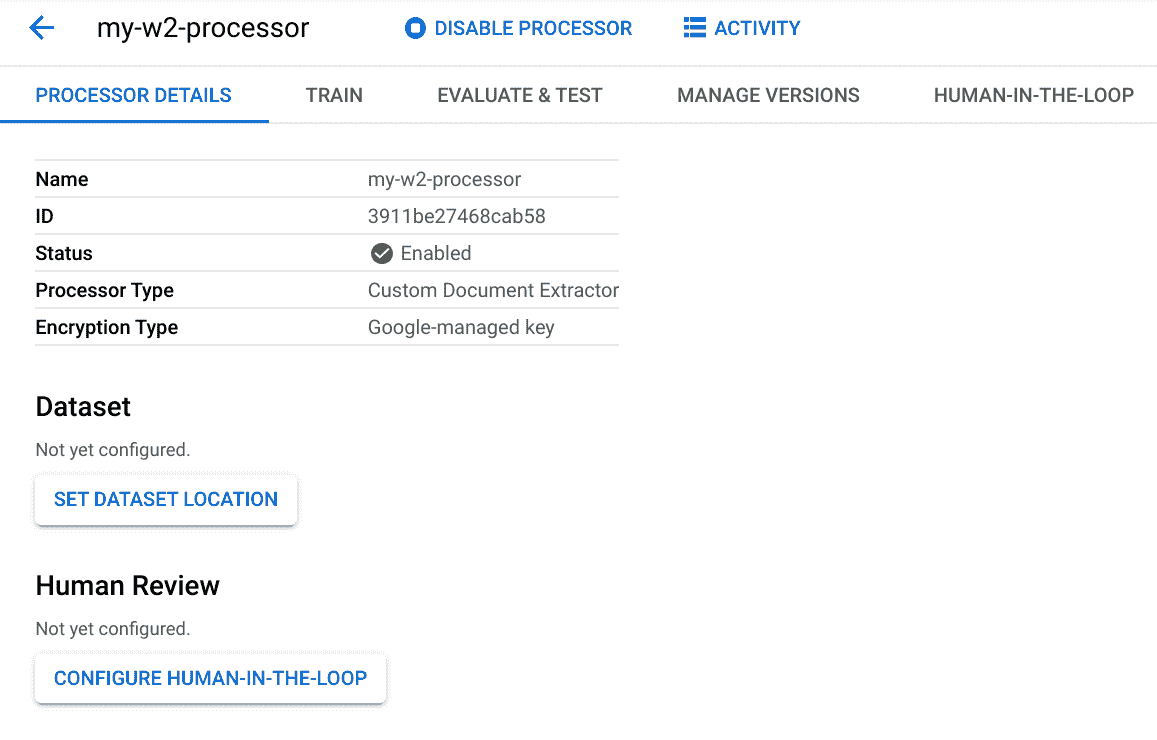 my-w2-processor DISABLE PROCESSOR ACTIVITY
PROCESSOR DETAILS TRAIN EVALUATE & TEST MANAGE VERSIONS HUMAN-IN-THE-LOOP
Name my-w2-processor
ID 3911be27468cab58
Status Enabled
Processor Type Custom Document Extractor
Encryption Type Google-managed key
Dataset
Not yet configured.
SET DATASET LOCATION
Human Review
Not yet configured.
CONFIGURE HUMAN-IN-THE-LOOP